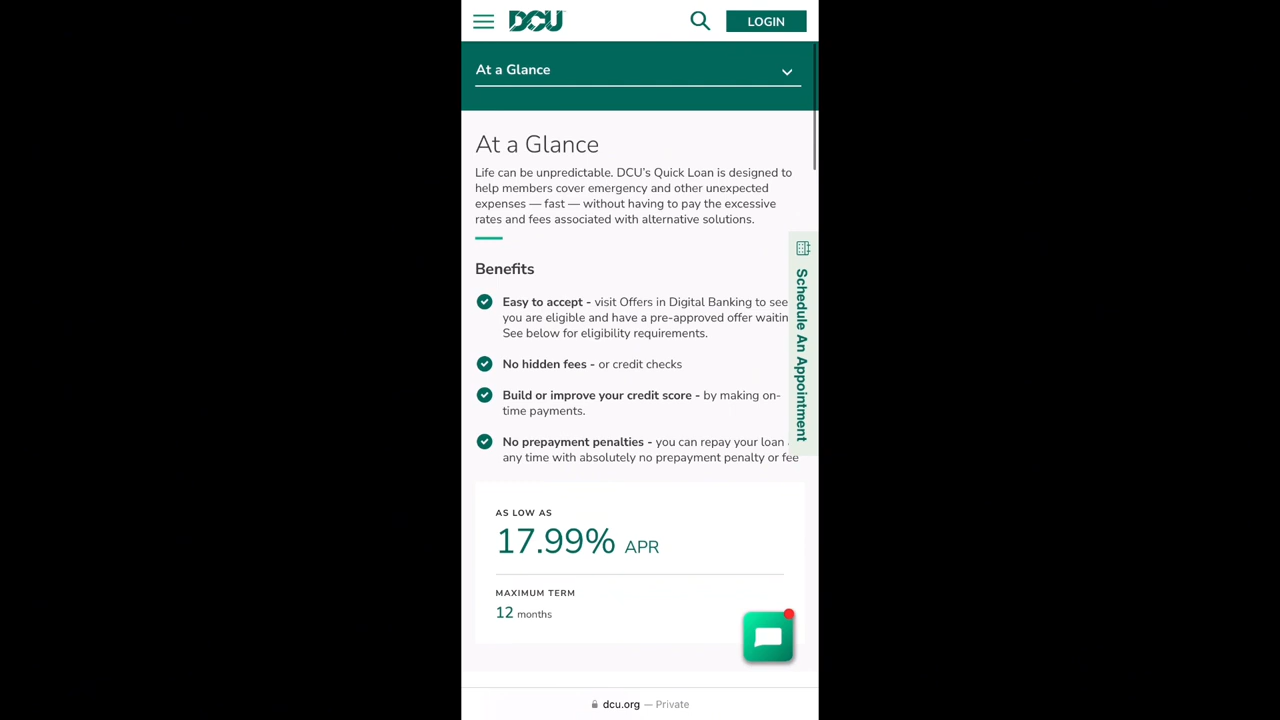 DCU
LOGIN
At a Glance
At a Glance
Life can be unpredictable. DCU's Quick Loan is designed to
help members cover emergency and other unexpected
expenses — fast — without having to pay the excessive
rates and fees associated with alternative solutions.
Benefits
Easy to accept - visit Offers in Digital Banking to see
you are eligible and have a pre-approved offer waitin
See below for eligibility requirements.
No hidden fees - or credit checks
Build or improve your credit score - by making on-
time payments.
No prepayment penalties - you can repay your loan
any time with absolutely no prepayment penalty or fee
Schedule An Appointment
AS LOW AS
17.99% APR
MAXIMUM TERM
12 months
dcu.org — Private